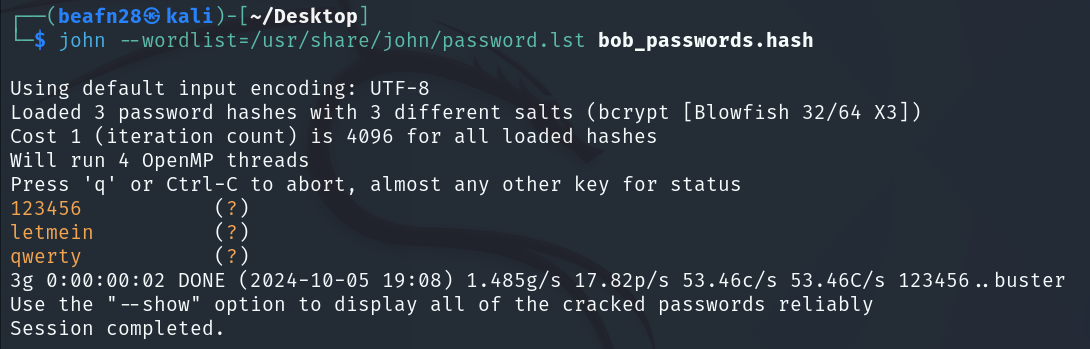 ┌──(beafn28㉿kali)-[~/Desktop]
└─$ john --wordlist=/usr/share/john/password.lst bob_passwords.hash
Using default input encoding: UTF-8
Loaded 3 password hashes with 3 different salts (bcrypt [Blowfish 32/64 X3])
Cost 1 (iteration count) is 4096 for all loaded hashes
Will run 4 OpenMP threads
Press 'q' or Ctrl-C to abort, almost any other key for status
123456           (?)
letmein          (?)
qwerty           (?)
3g 0:00:00:02 DONE (2024-10-05 19:08) 1.485g/s 17.82p/s 53.46c/s 53.46C/s 123456..buster
Use the "--show" option to display all of the cracked passwords reliably
Session completed.